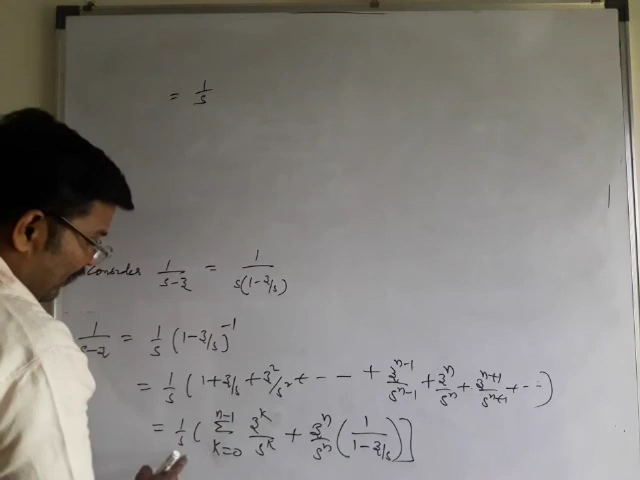 = 1/s
Consider 1/(s-z) = 1/(s(1-z/s))
1/(s-z) = 1/s (1-z/s)^-1
= 1/s (1+z/s+z^2/s^2+--- + z^(n-1)/s^(n-1) + z^n/s^n + z^(n+1)/s^(n+1) +--)
= 1/s ( ∑_{k=0}^{n-1} z^k/s^k + z^n/s^n (1/(1-z/s)) ]